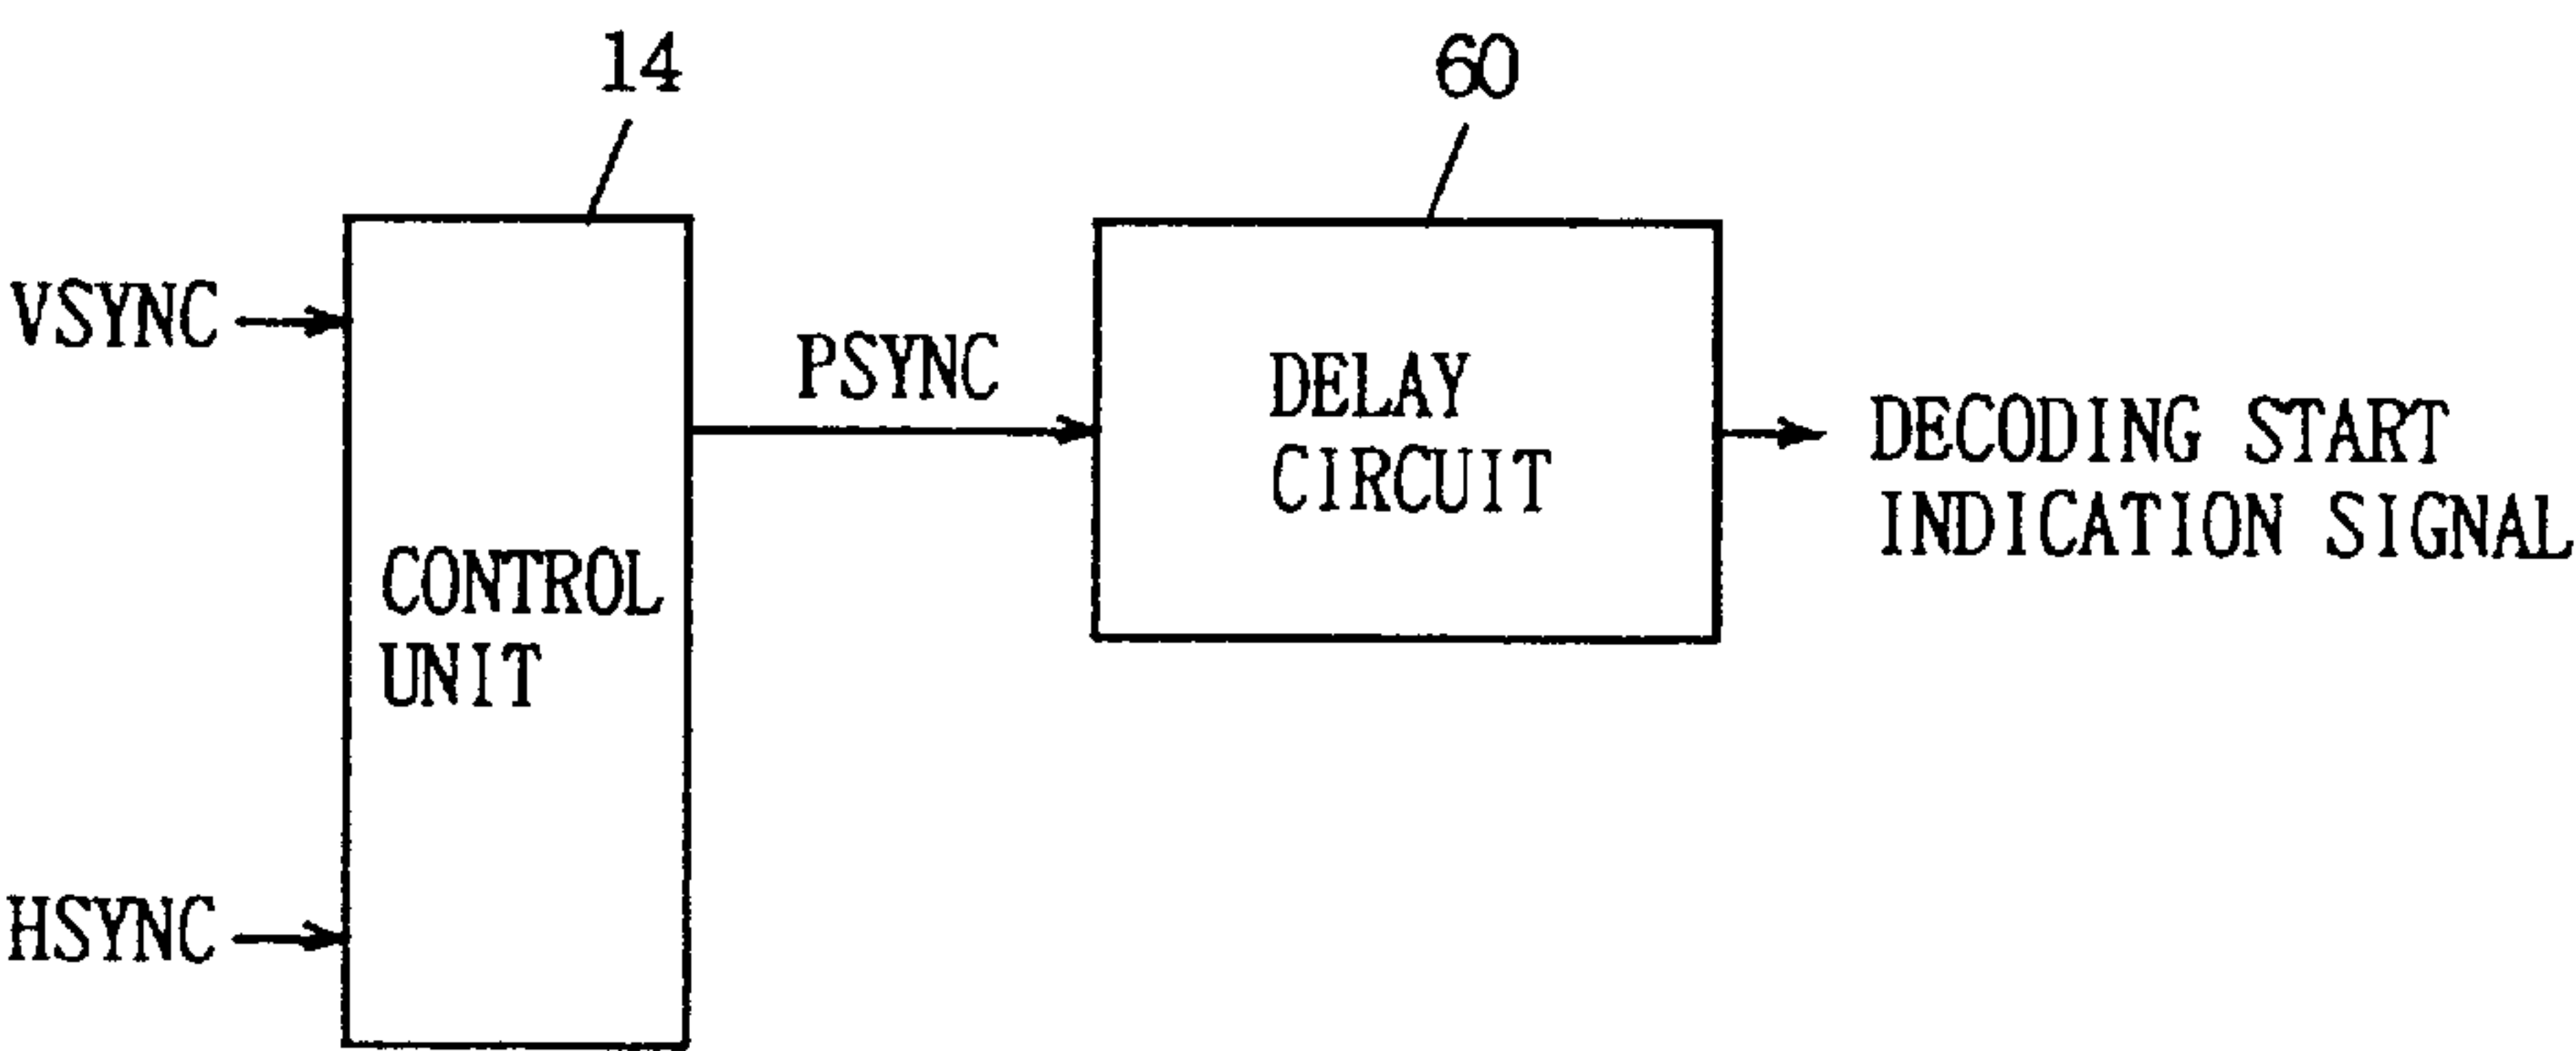 14
60
VSYNC
PSYNC
DELAY
CIRCUIT
DECODING START
INDICATION SIGNAL
CONTROL
UNIT
HSYNC